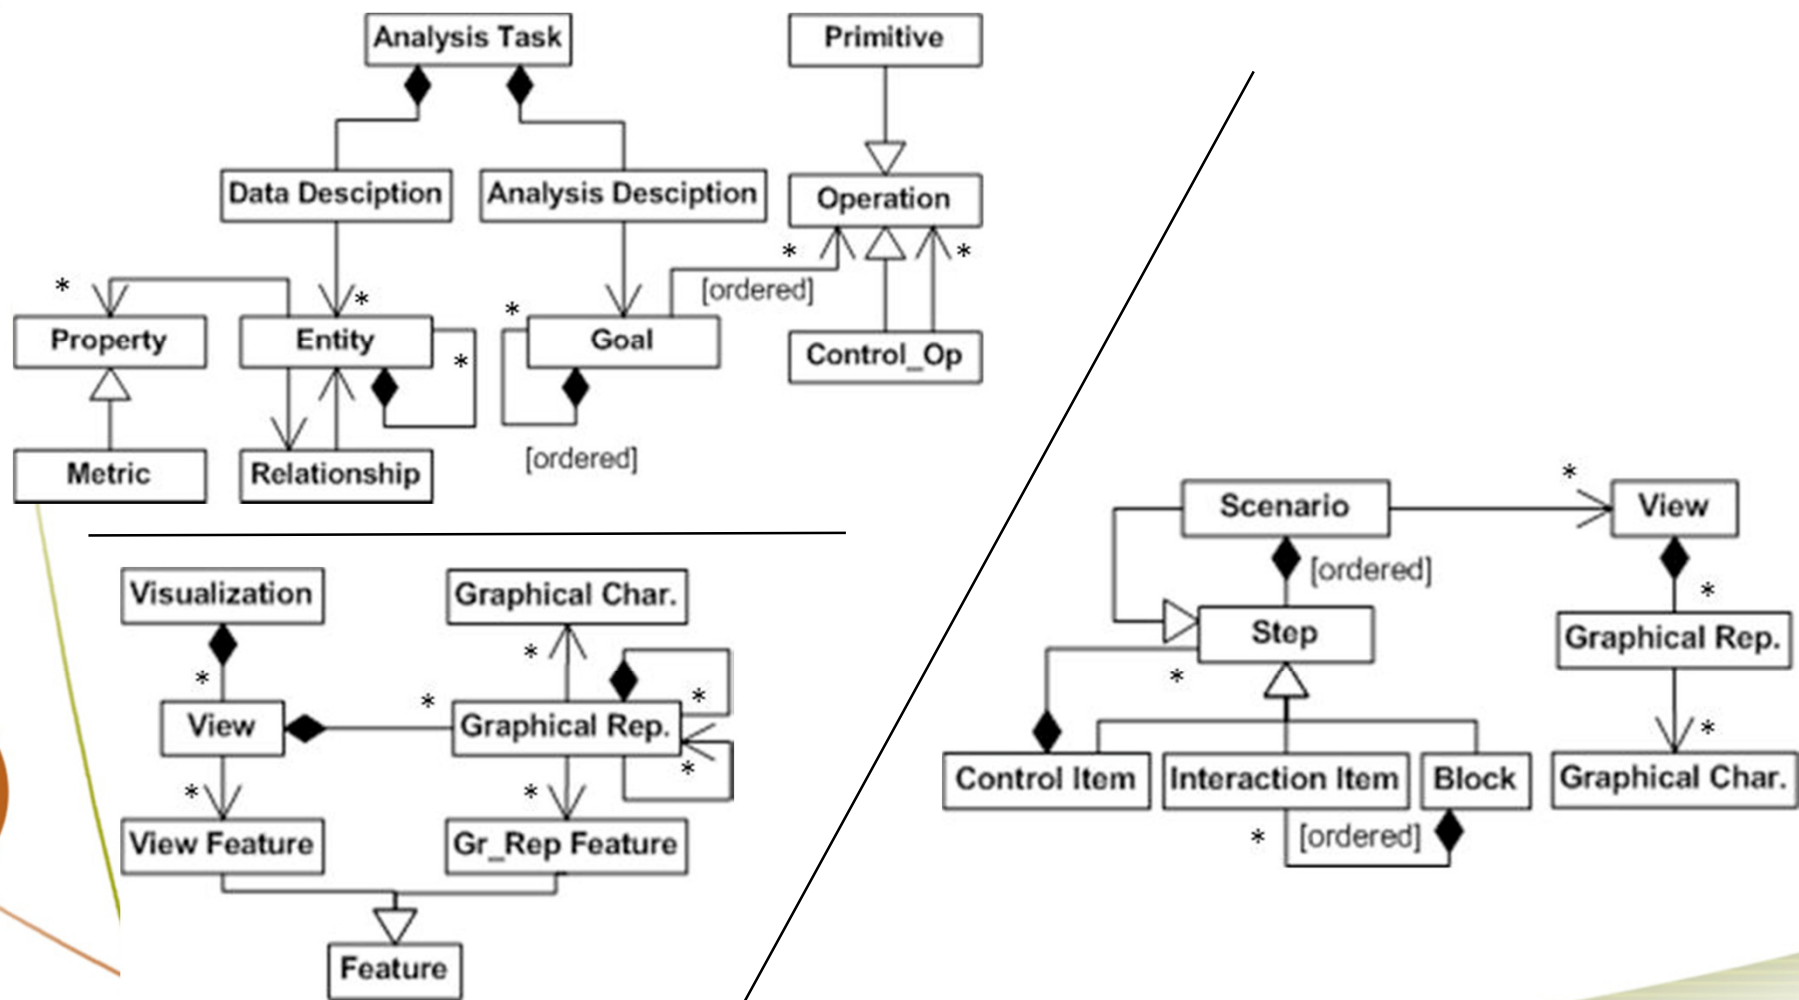 Analysis Task
Primitive
Data Desciption
Analysis Desciption
Operation
*
*
[ordered]
*
*
*
Property
Entity
*
Goal
Control_Op
Metric
Relationship
[ordered]
Visualization
Graphical Char.
*
*
*
*
View
Graphical Rep.
*
*
*
View Feature
Gr_Rep Feature
Feature
*
Scenario
View
[ordered]
*
Step
Graphical Rep.
*
*
Control Item
Interaction Item
Block
Graphical Char.
*
[ordered]